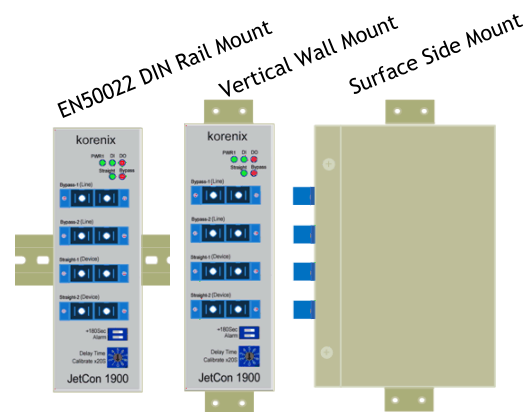 EN50022 DIN Rail Mount
Vertical Wall Mount
Surface Side Mount
korenix
PWR1 DI DO
Straight Bypass
Bypass-1 (Line)
Bypass-2 (Line)
Straight-1 (Device)
Straight-2 (Device)
+180Sec
Alarm
Delay Time
Calibrate x20S
JetCon 1900
korenix
PWR1 DI DO
Straight Bypass
Bypass-1 (Line)
Bypass-2 (Line)
Straight-1 (Device)
Straight-2 (Device)
+180Sec
Alarm
Delay Time
Calibrate x20S
JetCon 1900